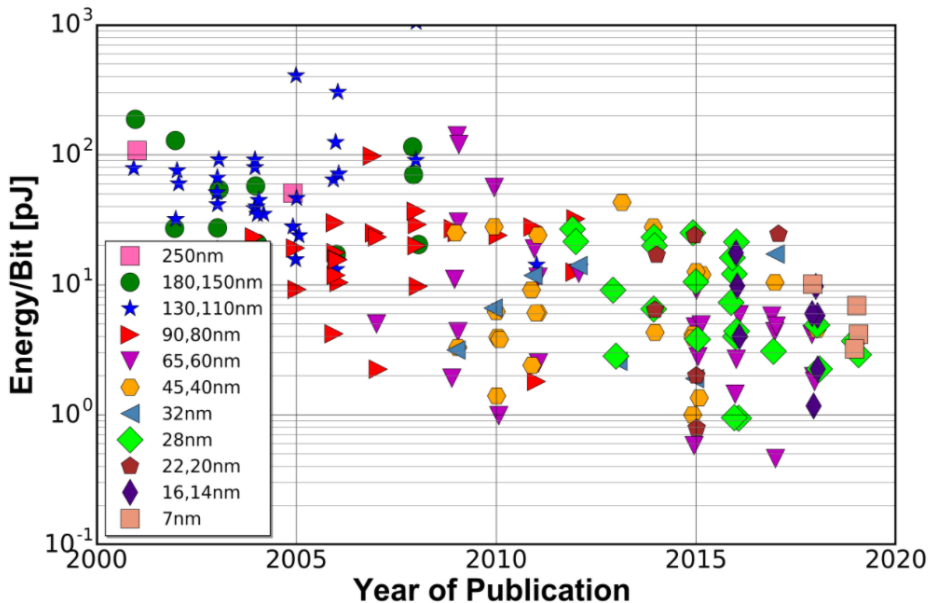 10^3
10^2
10^1
10^0
10^-1
Energy/Bit [pJ]
250nm
180,150nm
130,110nm
90,80nm
65,60nm
45,40nm
32nm
28nm
22,20nm
16,14nm
7nm
2000
2005
2010
2015
2020
Year of Publication